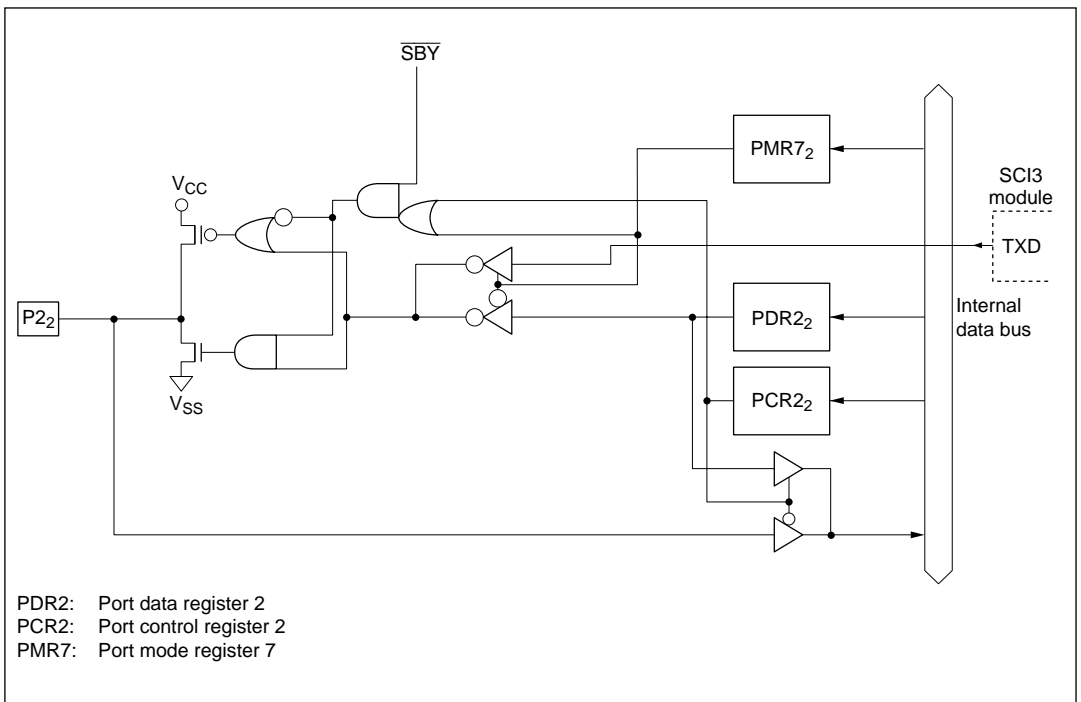 SBY
PMR72
SCI3
module
TXD
VCC
P22
PDR22
Internal
data bus
PCR22
VSS
PDR2: Port data register 2
PCR2: Port control register 2
PMR7: Port mode register 7